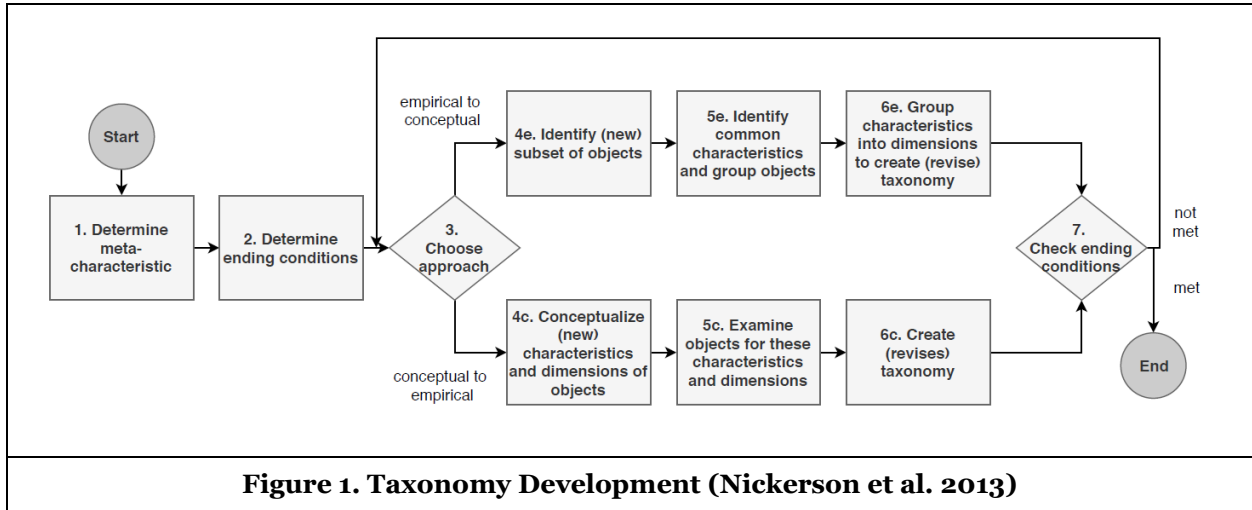 Start
1. Determine
meta-
characteristic
2. Determine
ending conditions
3.
Choose
approach
empirical to
conceptual
4e. Identify (new)
subset of objects
5e. Identify
common
characteristics
and group objects
6e. Group
characteristics
into dimensions
to create (revise)
taxonomy
conceptual to
empirical
4c. Conceptualize
(new)
characteristics
and dimensions of
objects
5c. Examine
objects for these
characteristics
and dimensions
6c. Create
(revises)
taxonomy
7.
Check ending
conditions
not
met
met
End
Figure 1. Taxonomy Development (Nickerson et al. 2013)